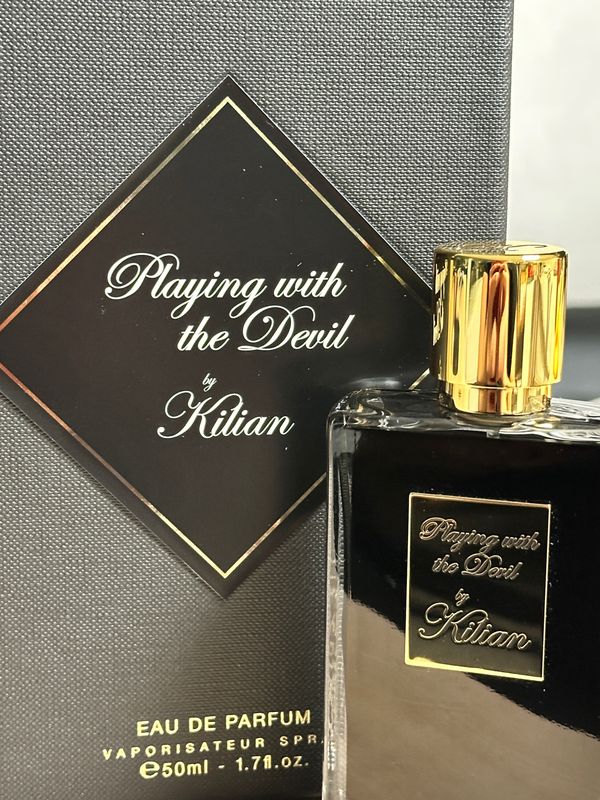 Playing with
the Devil
by
Kilian
EAU DE PARFUM
VAPORISATEUR
℮50ml - 1.7fl.oz.
Playing with
the Devil
by
Kilian